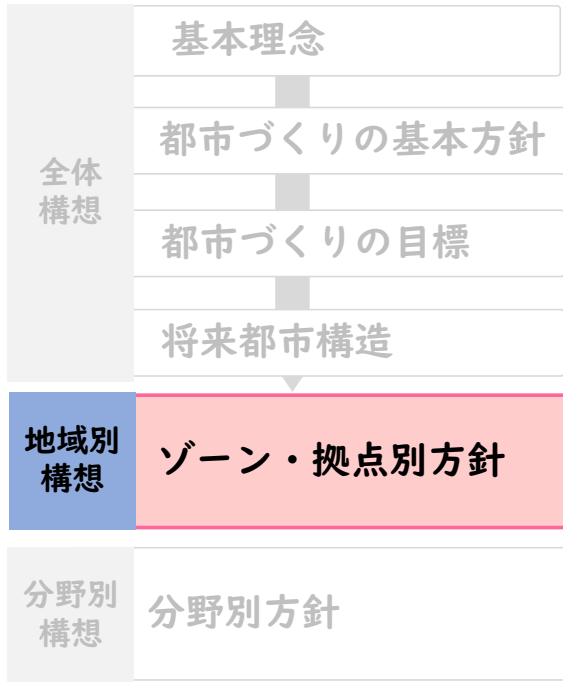 全体
構想
基本理念
都市づくりの基本方針
都市づくりの目標
将来都市構造
地域別
構想
ゾーン・拠点別方針
分野別
構想
分野別方針